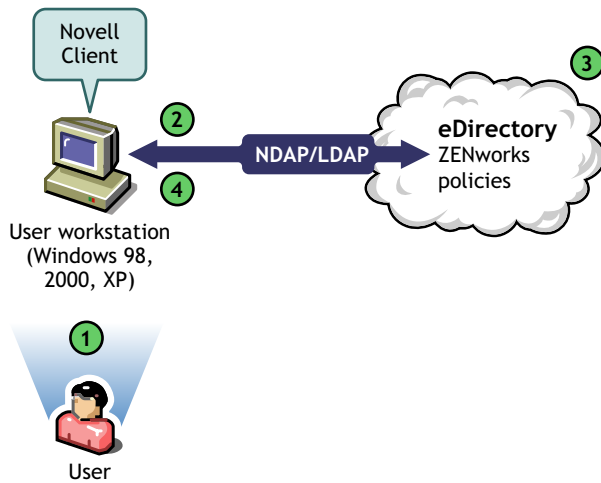 Novell
Client
3
2
eDirectory
ZENworks
policies
NDAP/LDAP
4
User workstation
(Windows 98,
2000, XP)
1
User